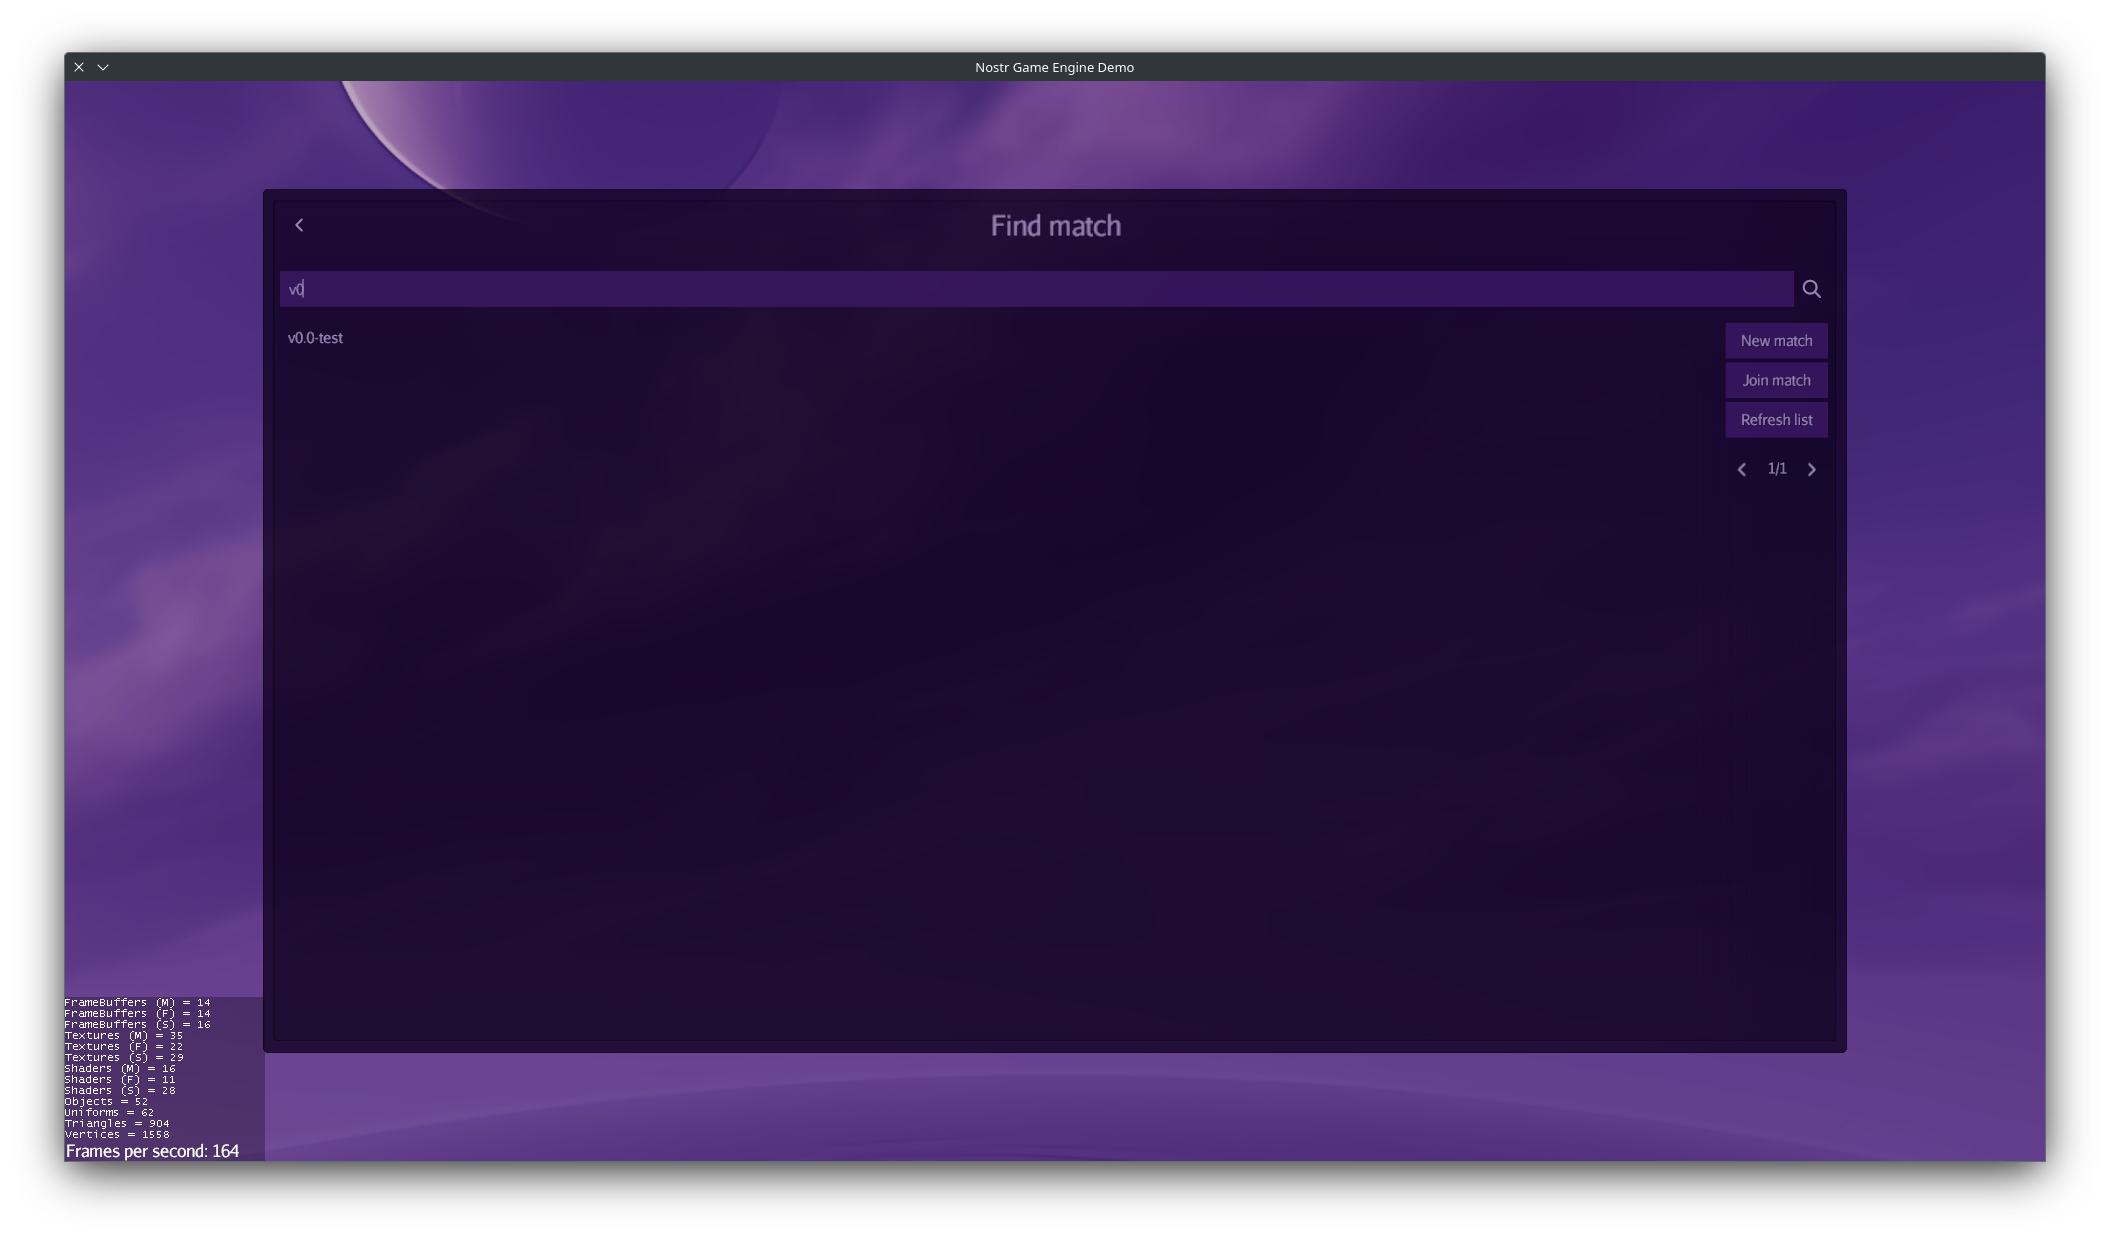 Nostr Game Engine Demo
Find match
v0
v0.0-test
New match
Join match
Refresh list
1/1
FrameBuffers (M) = 14
FrameBuffers (F) = 14
FrameBuffers (S) = 16
Textures (M) = 35
Textures (F) = 22
Textures (S) = 29
Shaders (M) = 16
Shaders (F) = 11
Shaders (S) = 28
Objects = 52
Uniforms = 62
Triangles = 904
Vertices = 1558
Frames per second: 164